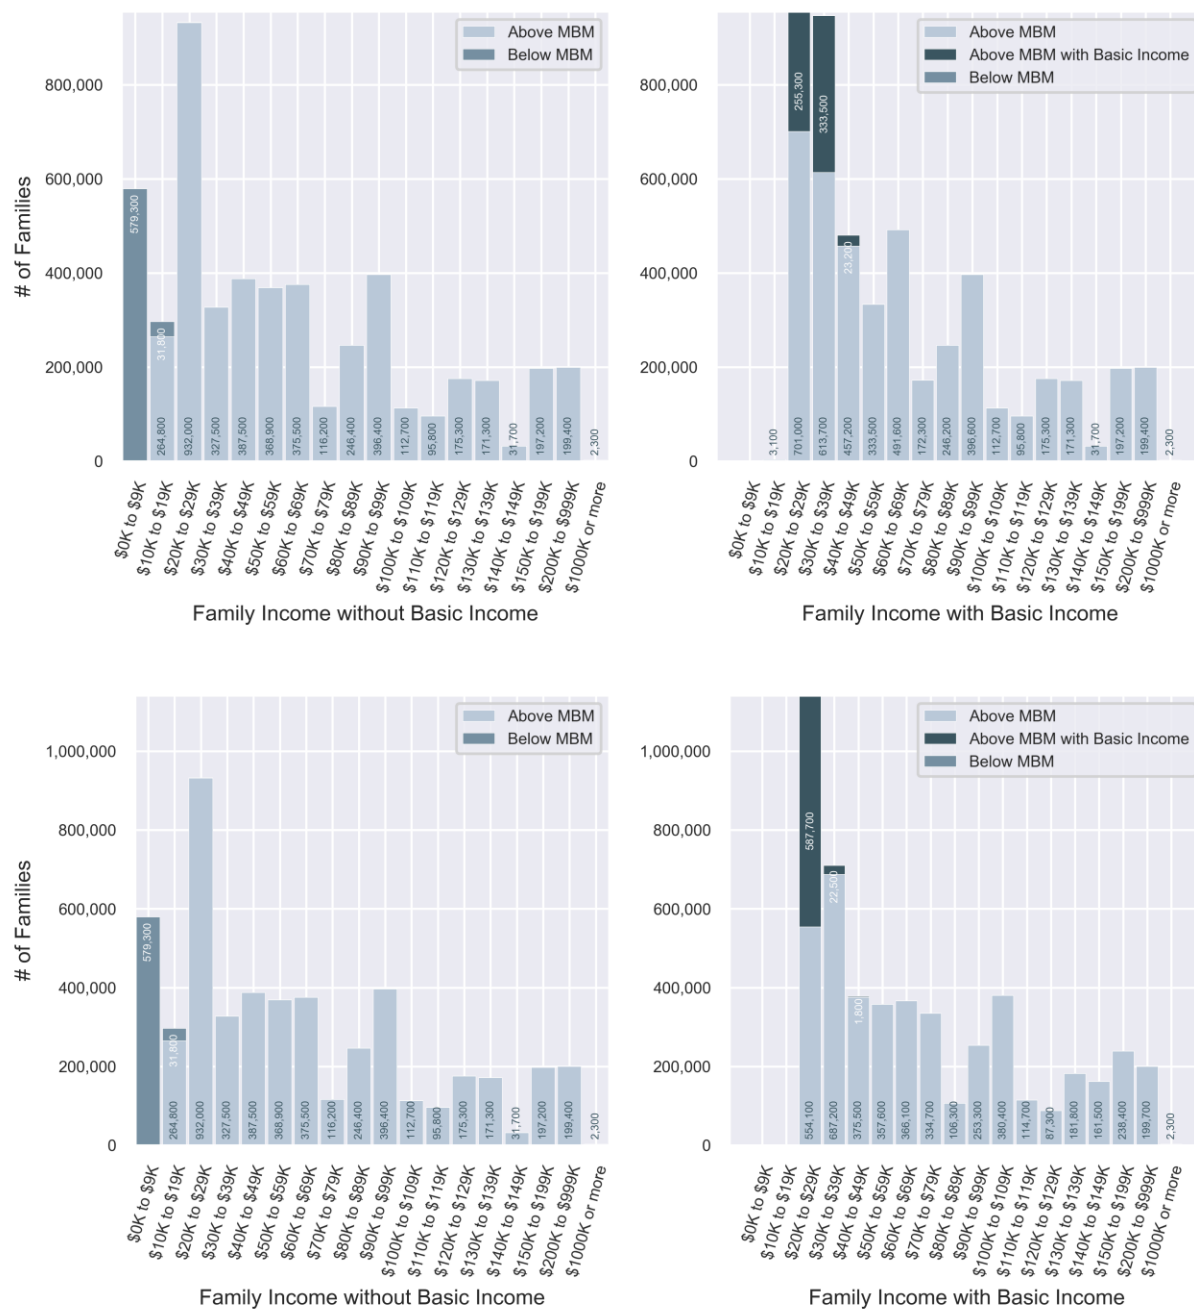 Above MBM
Below MBM
800,000
600,000
400,000
200,000
0
# of Families
579,300
31,800
264,800
932,000
327,500
387,500
368,900
375,500
116,200
246,400
396,400
112,700
95,800
175,300
171,300
31,700
197,200
199,400
2,300
$0K to $9K
$10K to $19K
$20K to $29K
$30K to $39K
$40K to $49K
$50K to $59K
$60K to $69K
$70K to $79K
$80K to $89K
$90K to $99K
$100K to $109K
$110K to $119K
$120K to $129K
$130K to $139K
$140K to $149K
$150K to $199K
$200K to $999K
$1000K or more
Family Income without Basic Income
Above MBM
Above MBM with Basic Income
Below MBM
800,000
600,000
400,000
200,000
0
255,300
333,500
23,200
3,100
701,000
613,700
457,200
333,500
491,600
172,300
246,200
396,600
112,700
95,800
175,300
171,300
31,700
197,200
199,400
2,300
$0K to $9K
$10K to $19K
$20K to $29K
$30K to $39K
$40K to $49K
$50K to $59K
$60K to $69K
$70K to $79K
$80K to $89K
$90K to $99K
$100K to $109K
$110K to $119K
$120K to $129K
$130K to $139K
$140K to $149K
$150K to $199K
$200K to $999K
$1000K or more
Family Income with Basic Income
Above MBM
Below MBM
1,000,000
800,000
600,000
400,000
200,000
0
# of Families
579,300
31,800
264,800
932,000
327,500
387,500
368,900
375,500
116,200
246,400
396,400
112,700
95,800
175,300
171,300
31,700
197,200
199,400
2,300
$0K to $9K
$10K to $19K
$20K to $29K
$30K to $39K
$40K to $49K
$50K to $59K
$60K to $69K
$70K to $79K
$80K to $89K
$90K to $99K
$100K to $109K
$110K to $119K
$120K to $129K
$130K to $139K
$140K to $149K
$150K to $199K
$200K to $999K
$1000K or more
Family Income without Basic Income
Above MBM
Above MBM with Basic Income
Below MBM
1,000,000
800,000
600,000
400,000
200,000
0
587,700
22,500
1,800
554,100
687,200
375,500
357,600
366,100
334,700
106,300
253,300
380,400
114,700
87,300
181,800
161,500
238,400
199,700
2,300
$0K to $9K
$10K to $19K
$20K to $29K
$30K to $39K
$40K to $49K
$50K to $59K
$60K to $69K
$70K to $79K
$80K to $89K
$90K to $99K
$100K to $109K
$110K to $119K
$120K to $129K
$130K to $139K
$140K to $149K
$150K to $199K
$200K to $999K
$1000K or more
Family Income with Basic Income